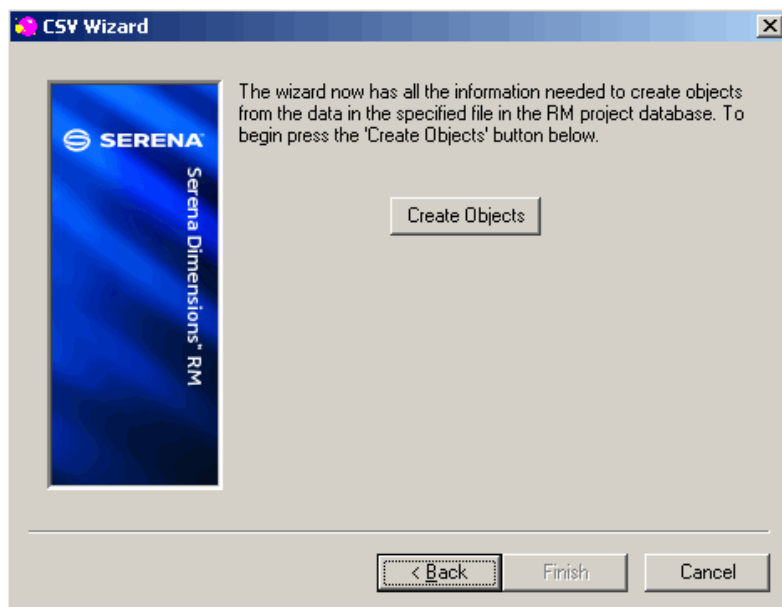 CSV Wizard
The wizard now has all the information needed to create objects
from the data in the specified file in the RM project database. To
begin press the 'Create Objects' button below.
SERENA
Serena Dimensions® RM
Create Objects
< Back
Finish
Cancel